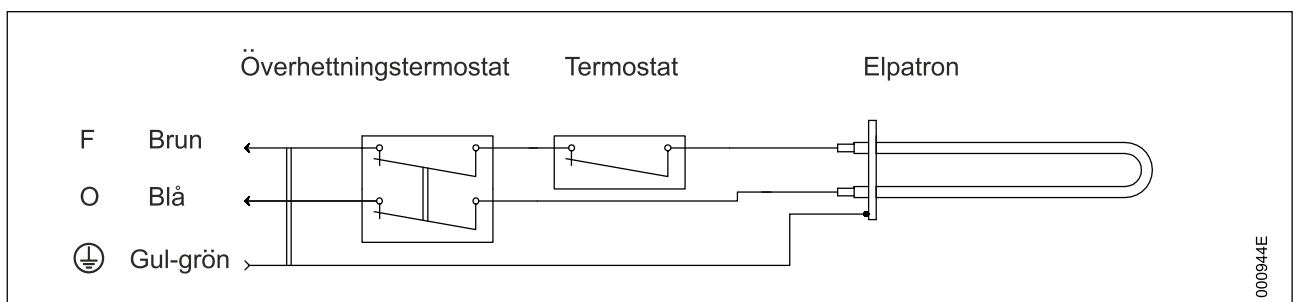 Överhettningstermostat Termostat Elpatron
F Brun
O Blå
Gul-grön
000944E